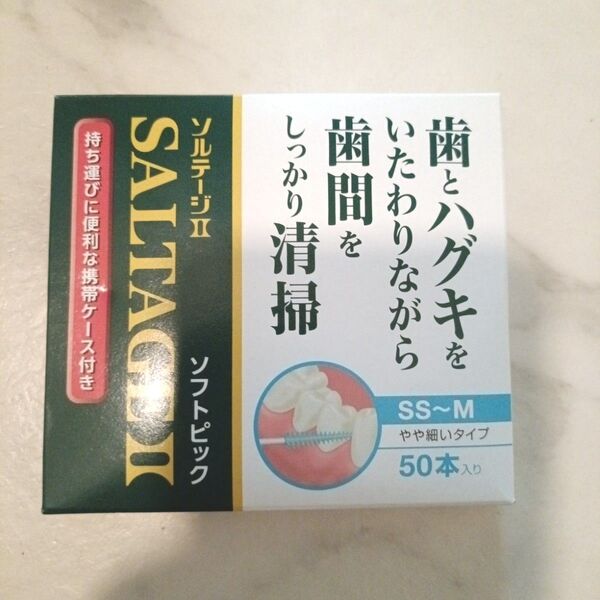 歯とハグキを
いたわりながら
歯間を
しっかり清掃
ソルテージⅡ
SALTAGE Ⅱ
ソフトピック
持ち運びに便利な携帯ケース付き
SS～M
やや細いタイプ
50本入り